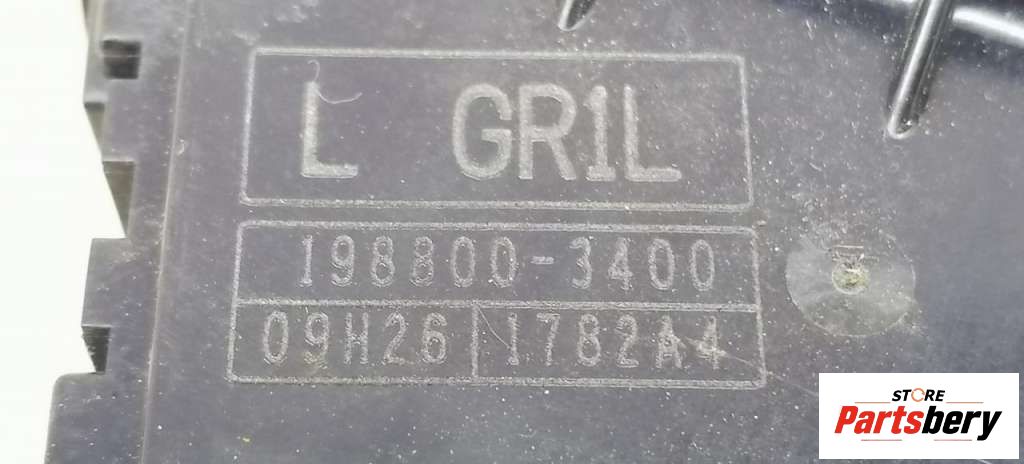 L GR1L
198800-3400
09H26 1782A4
STORE
Partsbery